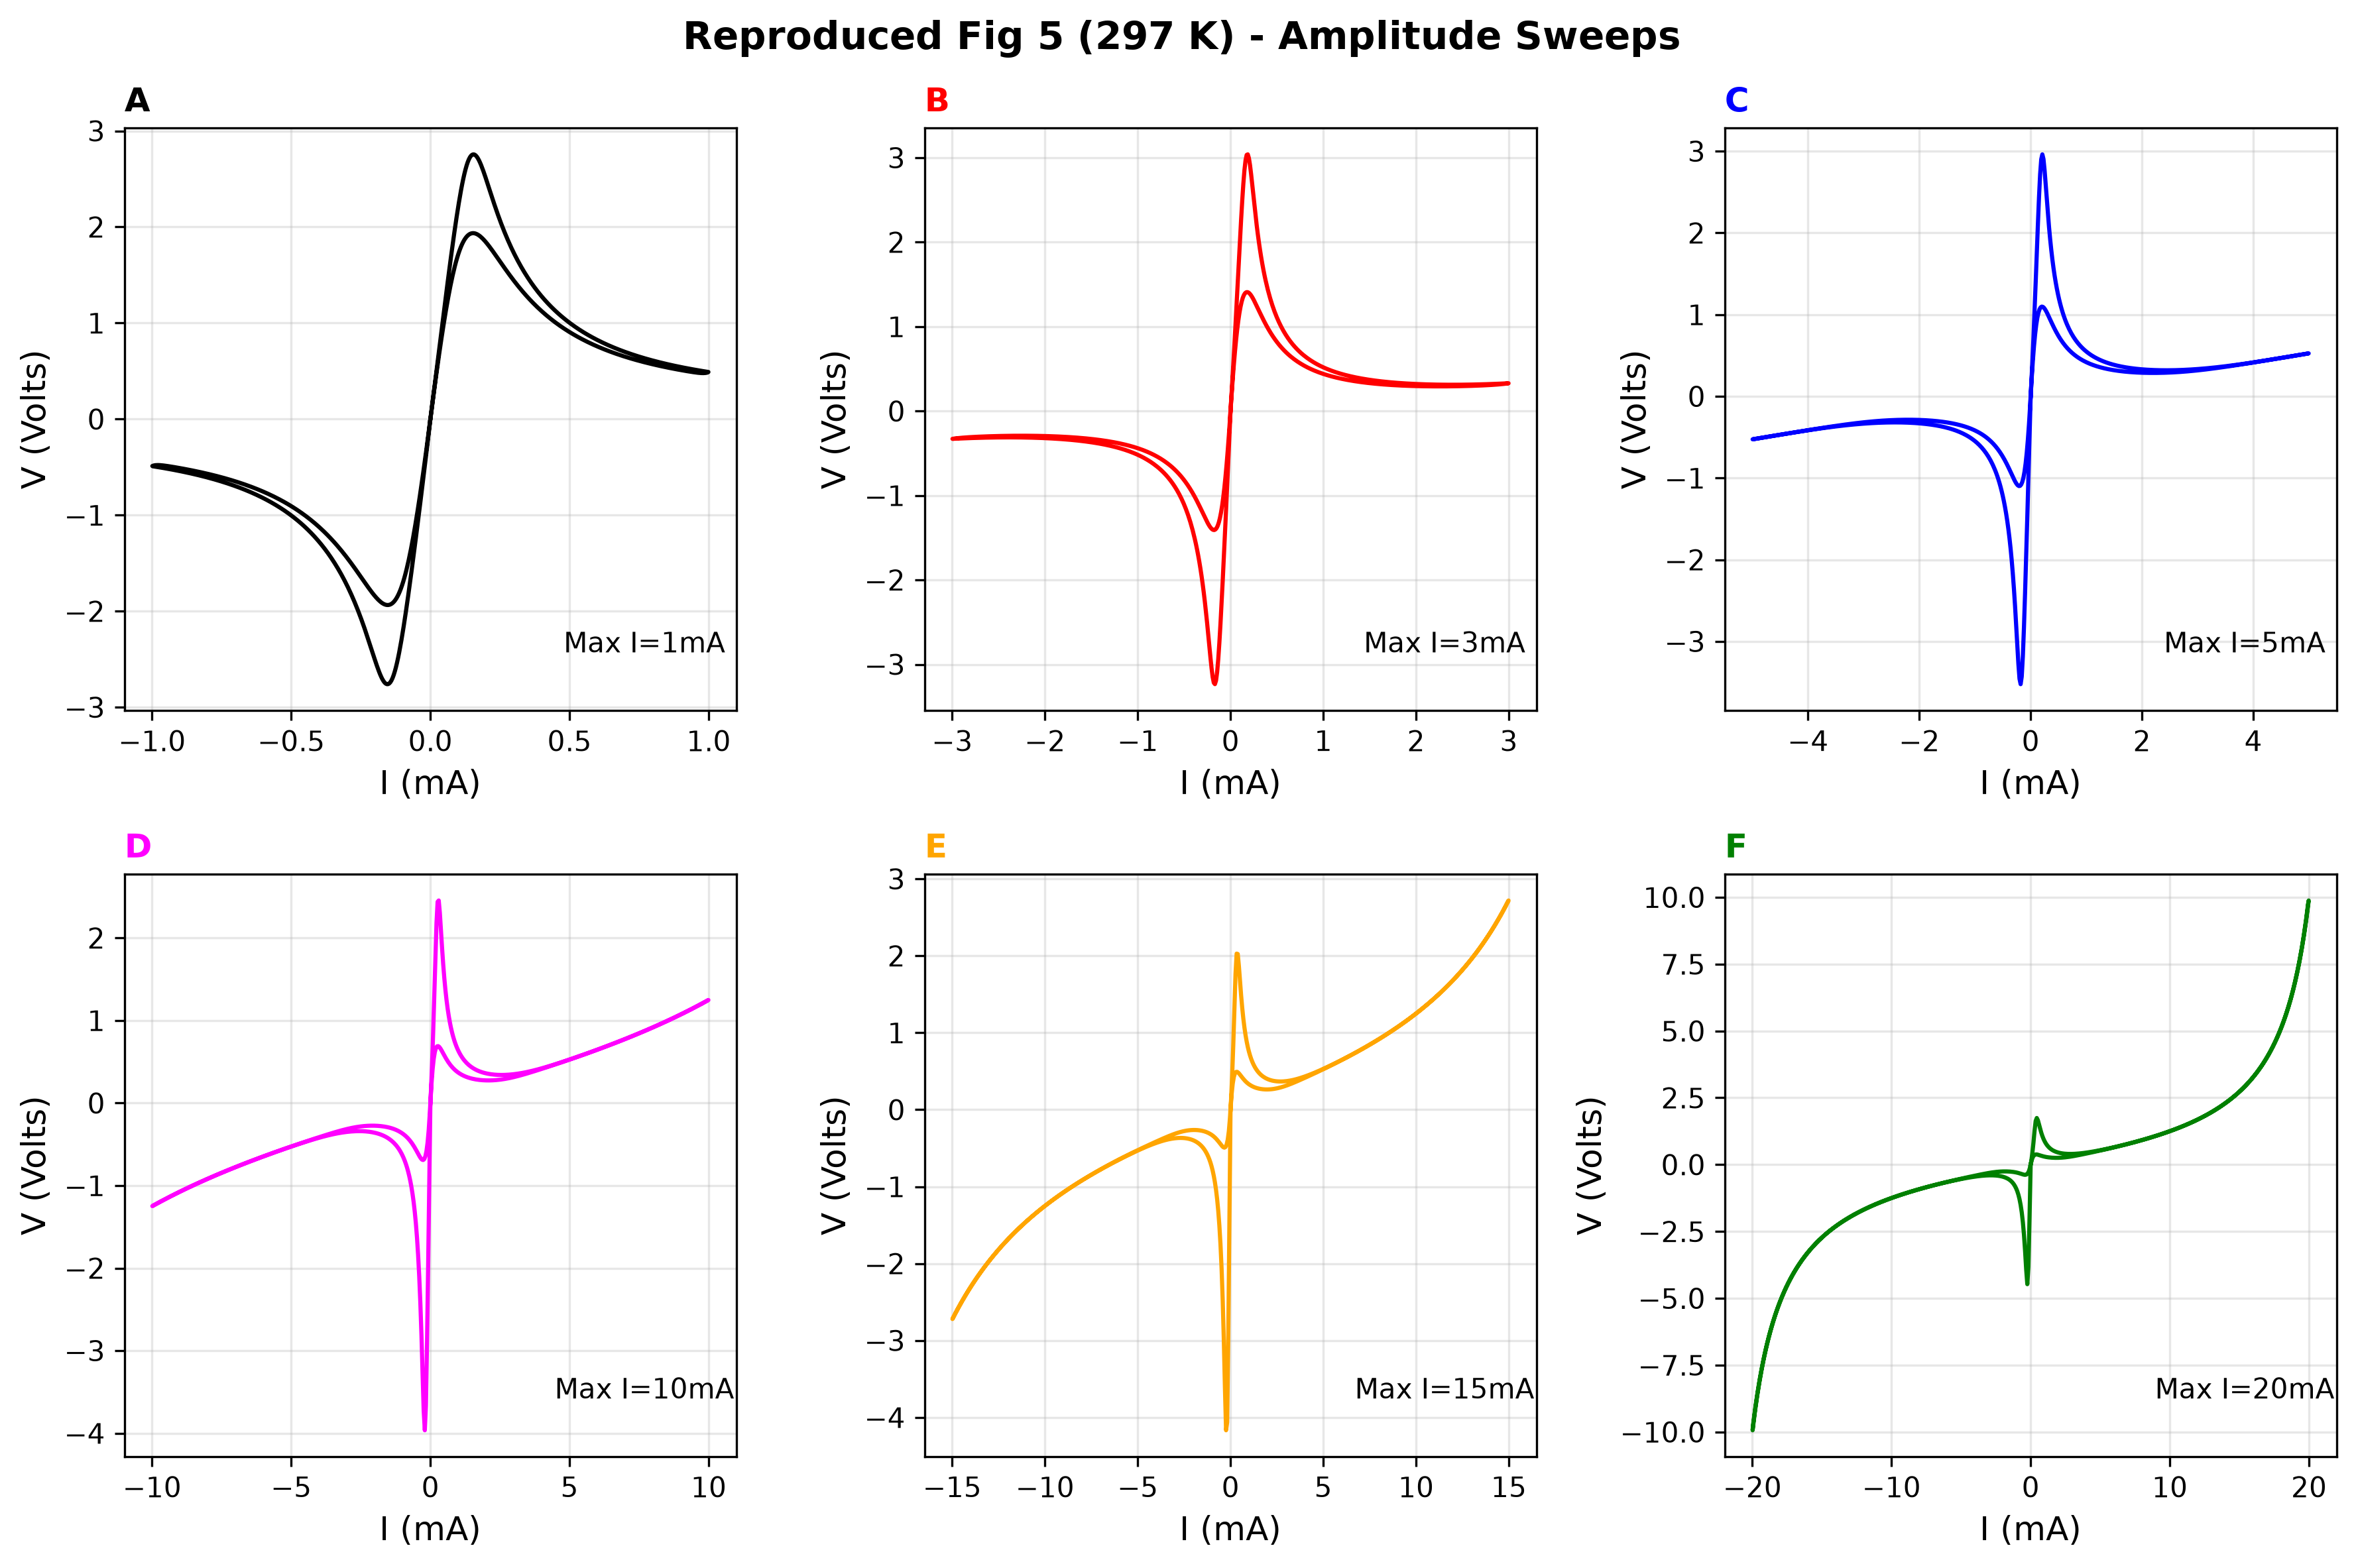 Reproduced Fig 5 (297 K) - Amplitude Sweeps
A
3
2
1
0
−1
−2
−3
V (Volts)
Max I=1mA
−1.0 −0.5 0.0 0.5 1.0
I (mA)
B
3
2
1
0
−1
−2
−3
V (Volts)
Max I=3mA
−3 −2 −1 0 1 2 3
I (mA)
C
3
2
1
0
−1
−2
−3
V (Volts)
Max I=5mA
−4 −2 0 2 4
I (mA)
D
2
1
0
−1
−2
−3
−4
V (Volts)
Max I=10mA
−10 −5 0 5 10
I (mA)
E
3
2
1
0
−1
−2
−3
−4
V (Volts)
Max I=15mA
−15 −10 −5 0 5 10 15
I (mA)
F
10.0
7.5
5.0
2.5
0.0
−2.5
−5.0
−7.5
−10.0
V (Volts)
Max I=20mA
−20 −10 0 10 20
I (mA)